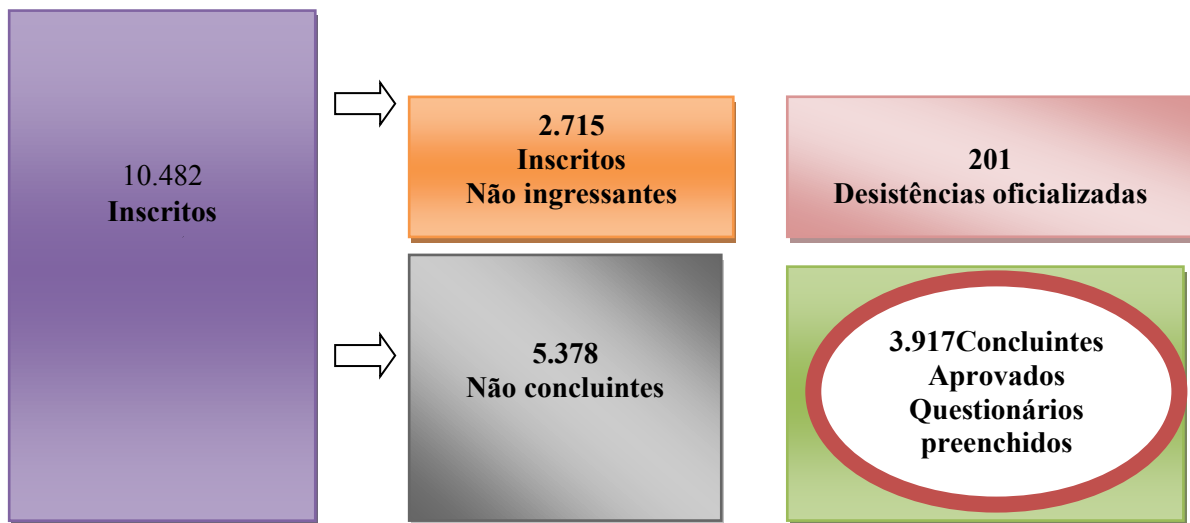 10.482
Inscritos
2.715
Inscritos
Não ingressantes
201
Desistências oficializadas
5.378
Não concluintes
3.917Concluintes
Aprovados
Questionários
preenchidos